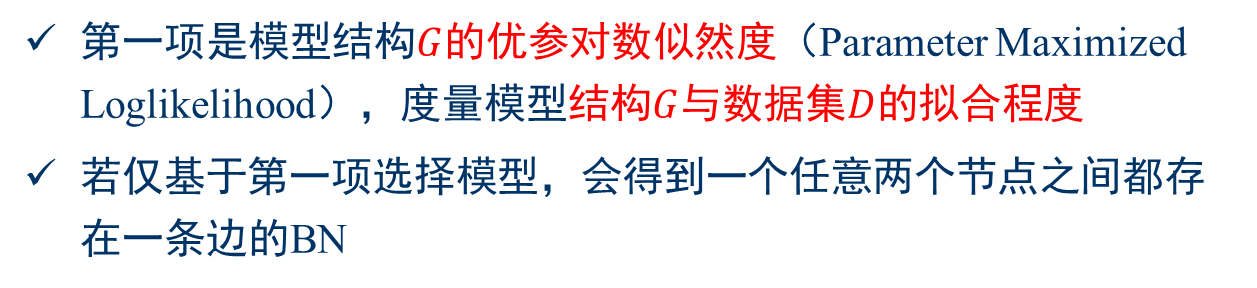 ✓ 第一项是模型结构G的优参对数似然度（Parameter Maximized
Loglikelihood），度量模型结构G与数据集D的拟合程度
✓ 若仅基于第一项选择模型，会得到一个任意两个节点之间都存
在一条边的BN